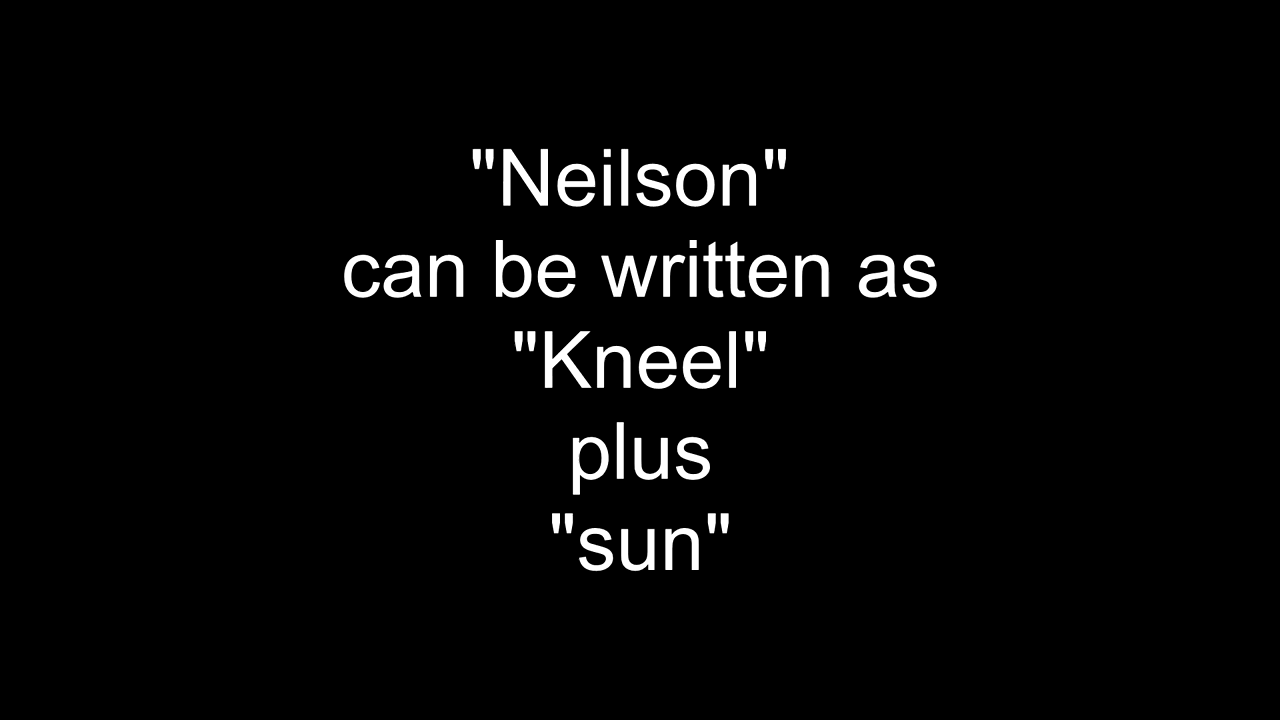 "Neilson"
can be written as
"Kneel"
plus
"sun"